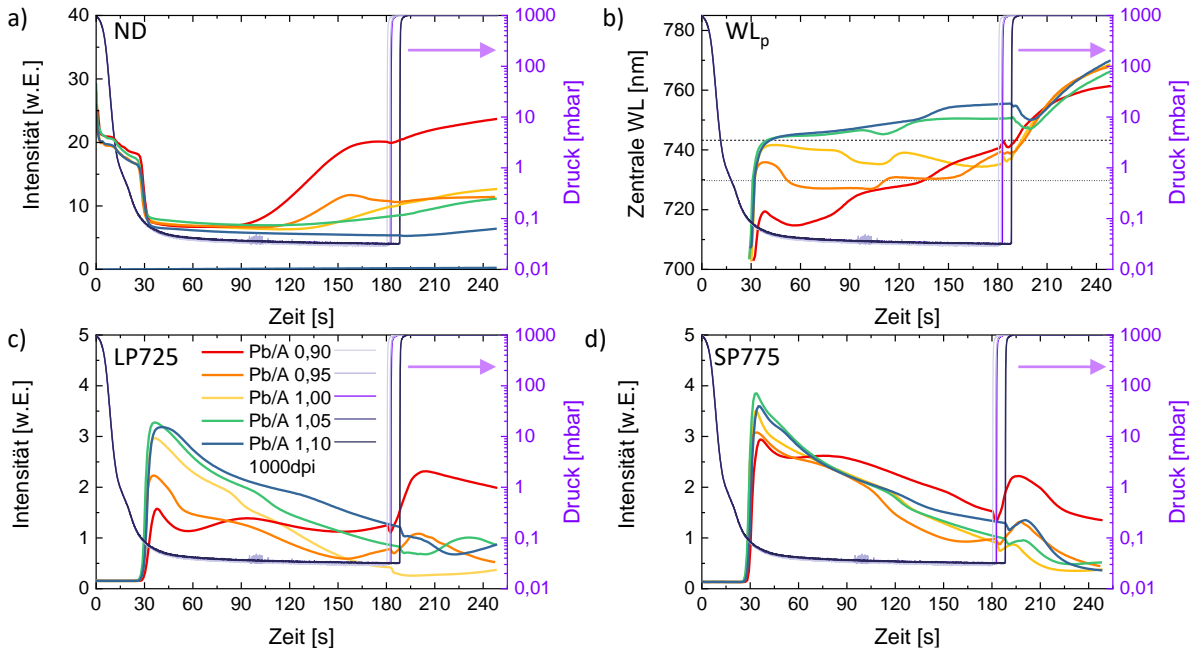 a)
ND
40
30
20
10
0
Intensität [w.E.]
0 30 60 90 120 150 180 210 240
Zeit [s]
1000
100
10
1
0,1
0,01
Druck [mbar]
b)
WLp
780
760
740
720
700
Zentrale WL [nm]
0 30 60 90 120 150 180 210 240
Zeit [s]
1000
100
10
1
0,1
0,01
Druck [mbar]
c)
LP725
5
4
3
2
1
0
Intensität [w.E.]
Pb/A 0,90
Pb/A 0,95
Pb/A 1,00
Pb/A 1,05
Pb/A 1,10
1000dpi
0 30 60 90 120 150 180 210 240
Zeit [s]
1000
100
10
1
0,1
0,01
Druck [mbar]
d)
SP775
5
4
3
2
1
0
Intensität [w.E.]
0 30 60 90 120 150 180 210 240
Zeit [s]
1000
100
10
1
0,1
0,01
Druck [mbar]